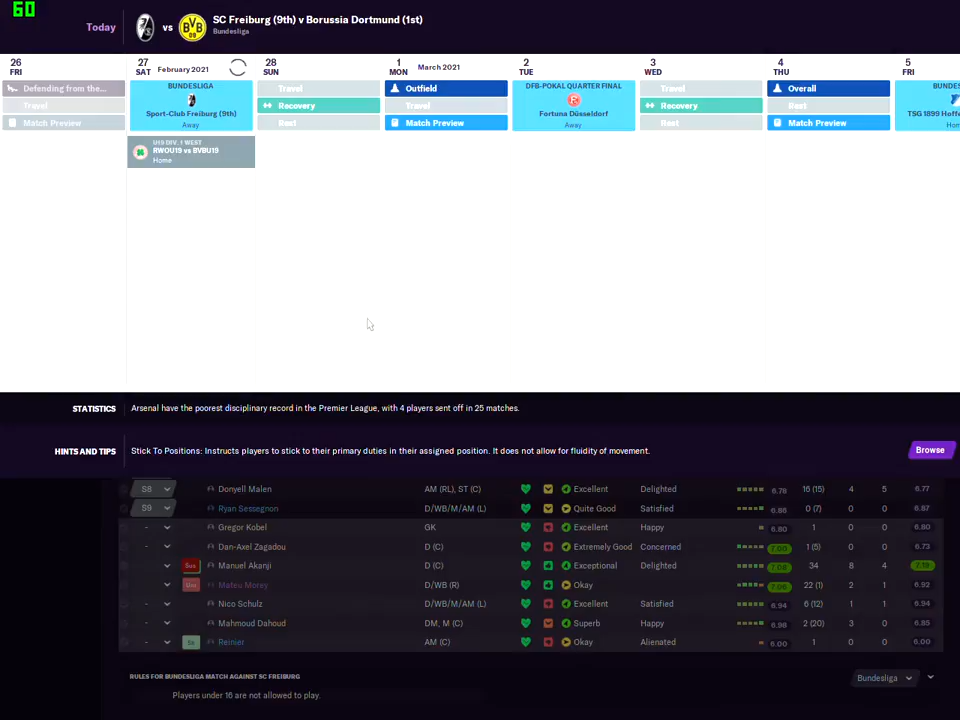 60
Today
vs
SC Freiburg (9th) v Borussia Dortmund (1st)
Bundesliga
26 FRI
27 SAT February 2021
28 SUN
1 MON March 2021
2 TUE
3 WED
4 THU
5 FRI
Defending from the...
Travel
Match Preview
BUNDESLIGA
Sport-Club Freiburg (9th)
Away
U19 DIV. 1 WEST
RWOU19 vs BVBU19
Home
Travel
Recovery
Rest
Outfield
Travel
Match Preview
DFB-POKAL QUARTER FINAL
Fortuna Düsseldorf
Away
Travel
Recovery
Rest
Overall
Rest
Match Preview
BUNDES
TSG 1899 Hoffe
Hom
STATISTICS Arsenal have the poorest disciplinary record in the Premier League, with 4 players sent off in 25 matches.
HINTS AND TIPS Stick To Positions: Instructs players to stick to their primary duties in their assigned position. It does not allow for fluidity of movement. Browse
S8 Donyell Malen AM (RL), ST (C) Excellent Delighted 6.78 16 (15) 4 5 6.77
S9 Ryan Sessegnon D/WB/M/AM (L) Quite Good Satisfied 6.86 0 (7) 0 0 6.87
- Gregor Kobel GK Excellent Happy 6.80 1 0 0 6.80
- Dan-Axel Zagadou D (C) Extremely Good Concerned 7.00 1 (5) 0 0 6.73
Sus Manuel Akanji D (C) Exceptional Delighted 7.08 34 8 4 7.19
Mateu Morey D/WB (R) Okay 7.06 22 (1) 2 1 6.92
- Nico Schulz D/WB/M/AM (L) Excellent Satisfied 6.94 6 (12) 1 1 6.94
- Mahmoud Dahoud DM, M (C) Superb Happy 6.98 2 (20) 3 0 6.85
- Reinier AM (C) Okay Alienated 6.00 1 0 0 6.00
RULES FOR BUNDESLIGA MATCH AGAINST SC FREIBURG
Bundesliga
Players under 16 are not allowed to play.